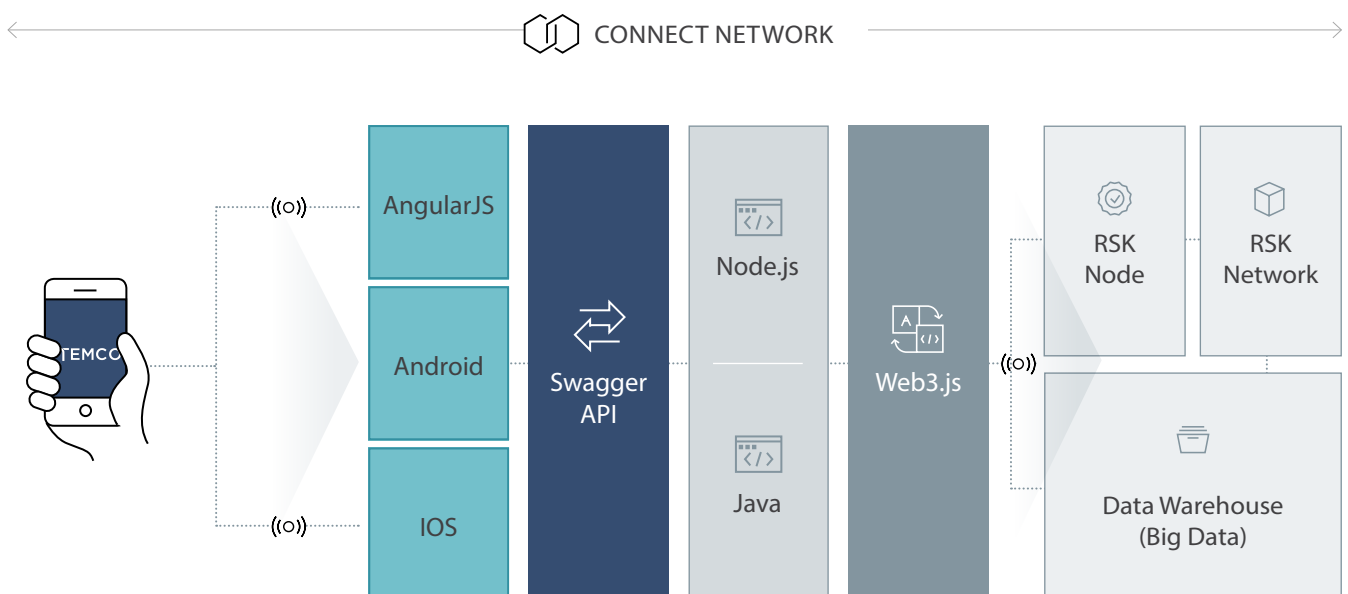 CONNECT NETWORK
TEMCO
AngularJS
Android
IOS
Swagger
API
Node.js
Java
Web3.js
A
RSK
Node
RSK
Network
Data Warehouse
(Big Data)